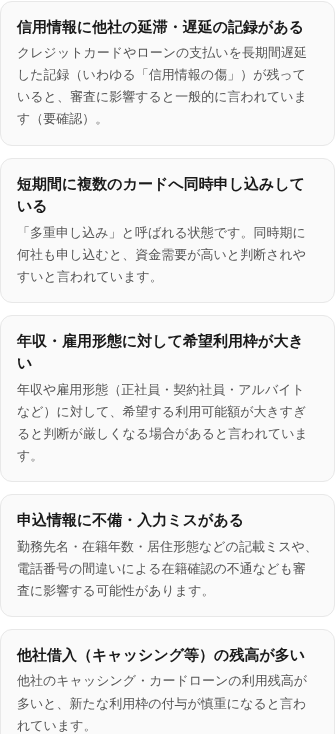 信用情報に他社の延滞・遅延の記録がある
クレジットカードやローンの支払いを長期間遅延
した記録（いわゆる「信用情報の傷」）が残って
いると、審査に影響すると一般的に言われていま
す（要確認）。
短期間に複数のカードへ同時申し込みして
いる
「多重申し込み」と呼ばれる状態です。同時期に
何社も申し込むと、資金需要が高いと判断されや
すいと言われています。
年収・雇用形態に対して希望利用枠が大き
い
年収や雇用形態（正社員・契約社員・アルバイト
など）に対して、希望する利用可能額が大きすぎ
ると判断が厳しくなる場合があると言われていま
す。
申込情報に不備・入力ミスがある
勤務先名・在籍年数・居住形態などの記載ミスや、
電話番号の間違いによる在籍確認の不通なども審
査に影響する可能性があります。
他社借入（キャッシング等）の残高が多い
他社のキャッシング・カードローンの利用残高が
多いと、新たな利用枠の付与が慎重になると言わ
れています。